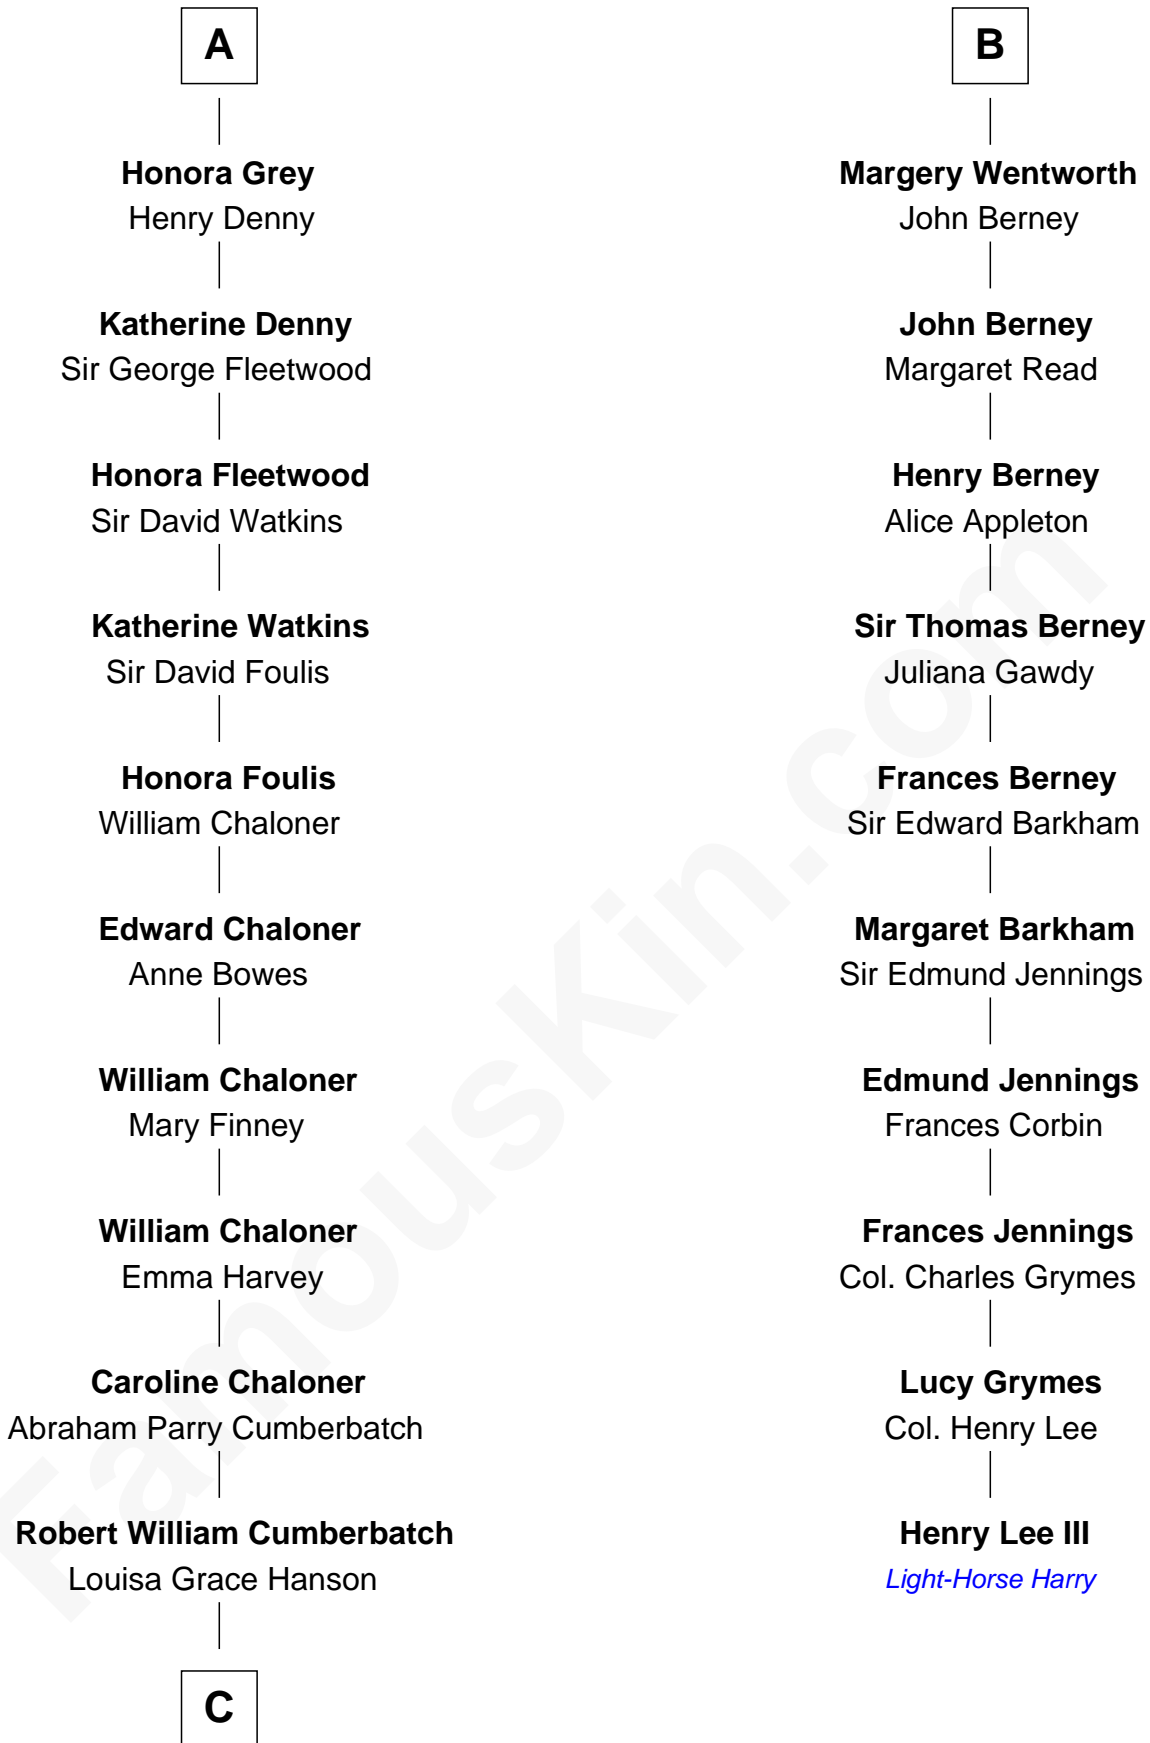 A
Honora Grey
Henry Denny
Katherine Denny
Sir George Fleetwood
Honora Fleetwood
Sir David Watkins
Katherine Watkins
Sir David Foulis
Honora Foulis
William Chaloner
Edward Chaloner
Anne Bowes
William Chaloner
Mary Finney
William Chaloner
Emma Harvey
Caroline Chaloner
Abraham Parry Cumberbatch
Robert William Cumberbatch
Louisa Grace Hanson
C
B
Margery Wentworth
John Berney
John Berney
Margaret Read
Henry Berney
Alice Appleton
Sir Thomas Berney
Juliana Gawdy
Frances Berney
Sir Edward Barkham
Margaret Barkham
Sir Edmund Jennings
Edmund Jennings
Frances Corbin
Frances Jennings
Col. Charles Grymes
Lucy Grymes
Col. Henry Lee
Henry Lee III
Light-Horse Harry
FamousKin.com